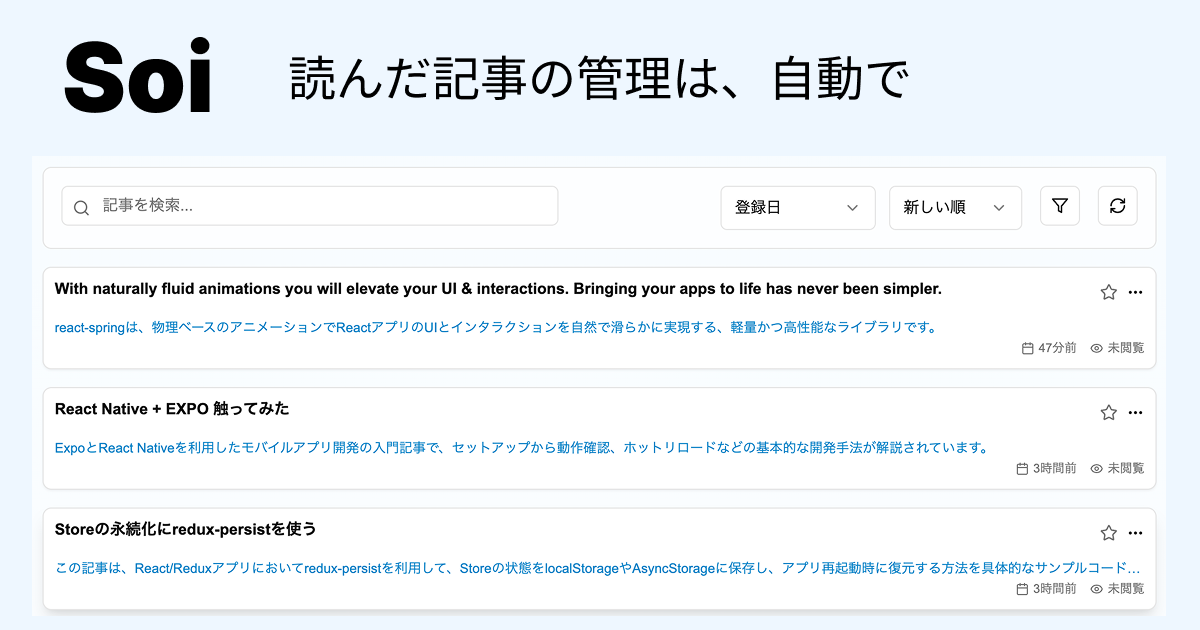 Soi 読んだ記事の管理は、自動で
記事を検索... 登録日 新しい順
With naturally fluid animations you will elevate your UI & interactions. Bringing your apps to life has never been simpler.
react-springは、物理ベースのアニメーションでReactアプリのUIとインタラクションを自然で滑らかに実現する、軽量かつ高性能なライブラリです。
47分前 未閲覧
React Native + EXPO 触ってみた
ExpoとReact Nativeを利用したモバイルアプリ開発の入門記事で、セットアップから動作確認、ホットリロードなどの基本的な開発手法が解説されています。
3時間前 未閲覧
Storeの永続化にredux-persistを使う
この記事は、React/Reduxアプリにおいてredux-persistを利用して、Storeの状態をlocalStorageやAsyncStorageに保存し、アプリ再起動時に復元する方法を具体的なサンプルコード...
3時間前 未閲覧